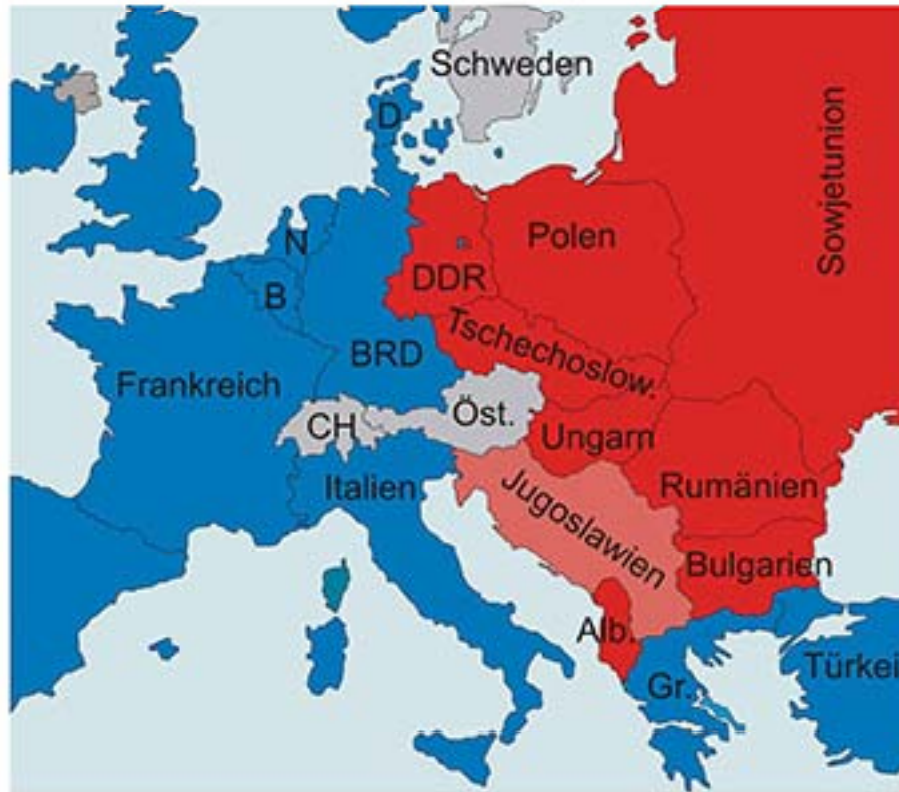 Schweden
D
Sowjetunion
Polen
N
DDR
B
Tschechoslow.
BRD
Frankreich
Öst.
CH
Ungarn
Italien
Rumänien
Jugoslawien
Bulgarien
Alb.
Türkei
Gr.